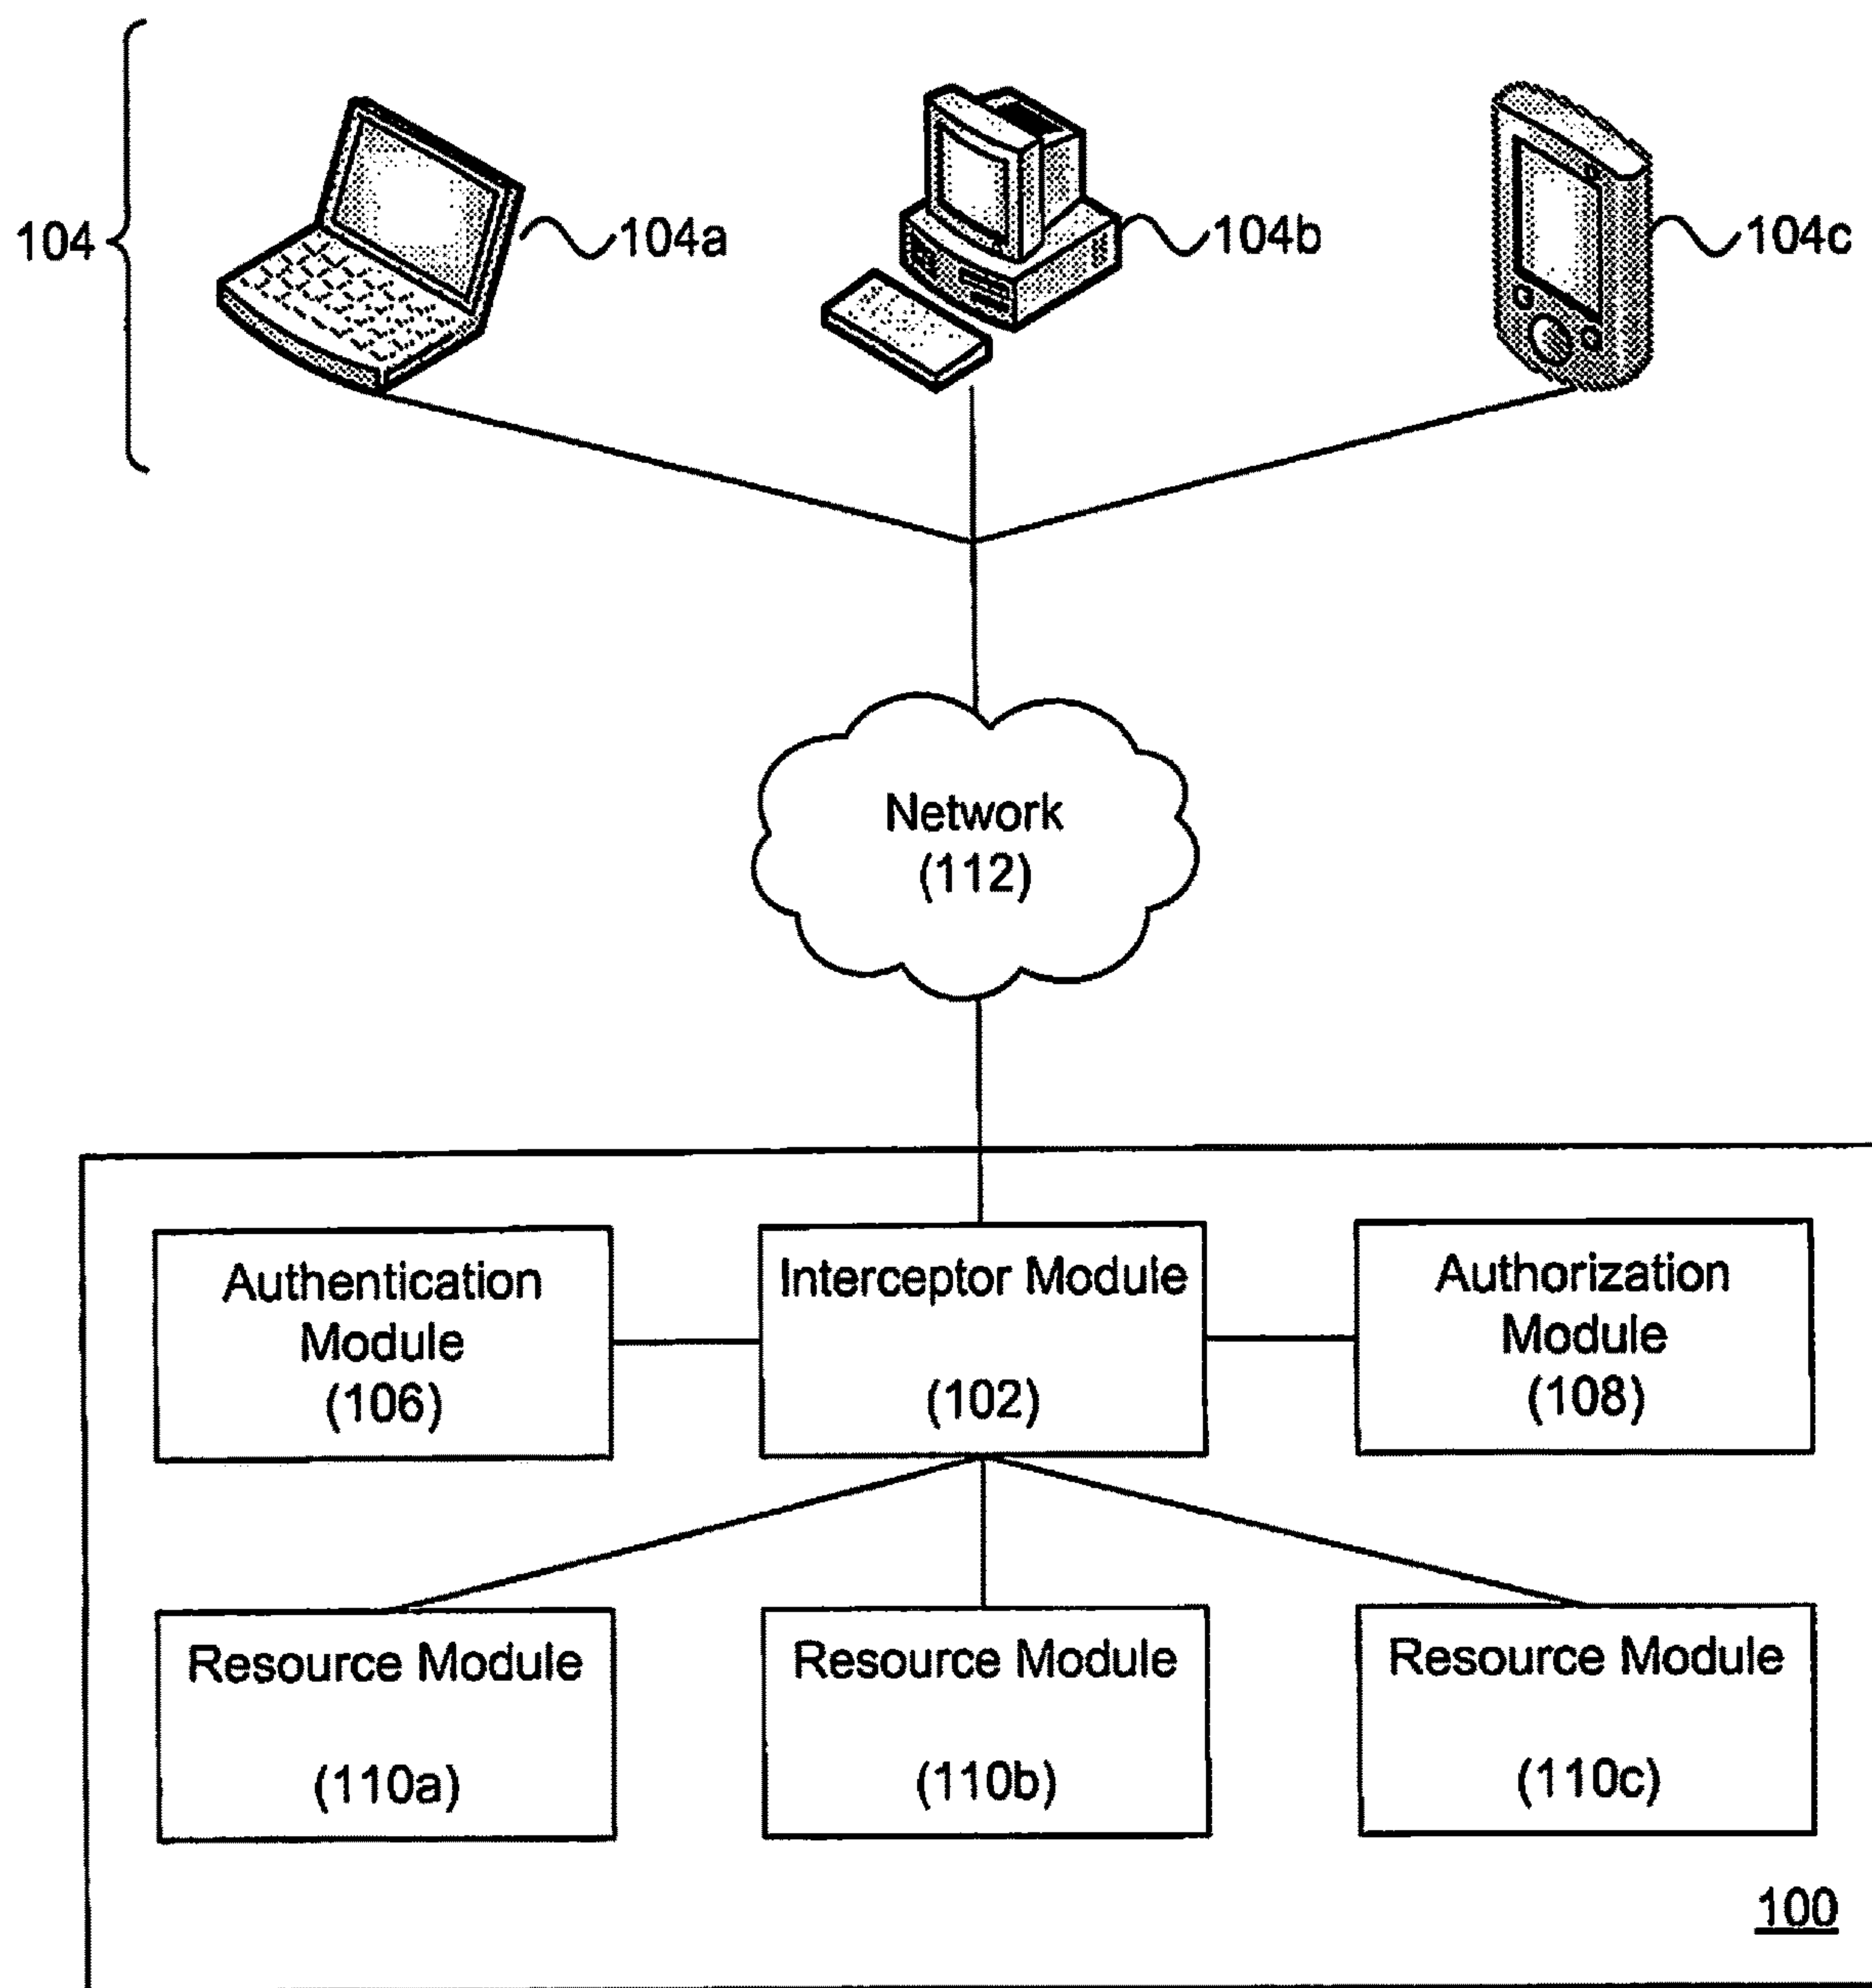 104
104a
104b
104c
Network
(112)
Authentication
Module
(106)
Interceptor Module
(102)
Authorization
Module
(108)
Resource Module
(110a)
Resource Module
(110b)
Resource Module
(110c)
100